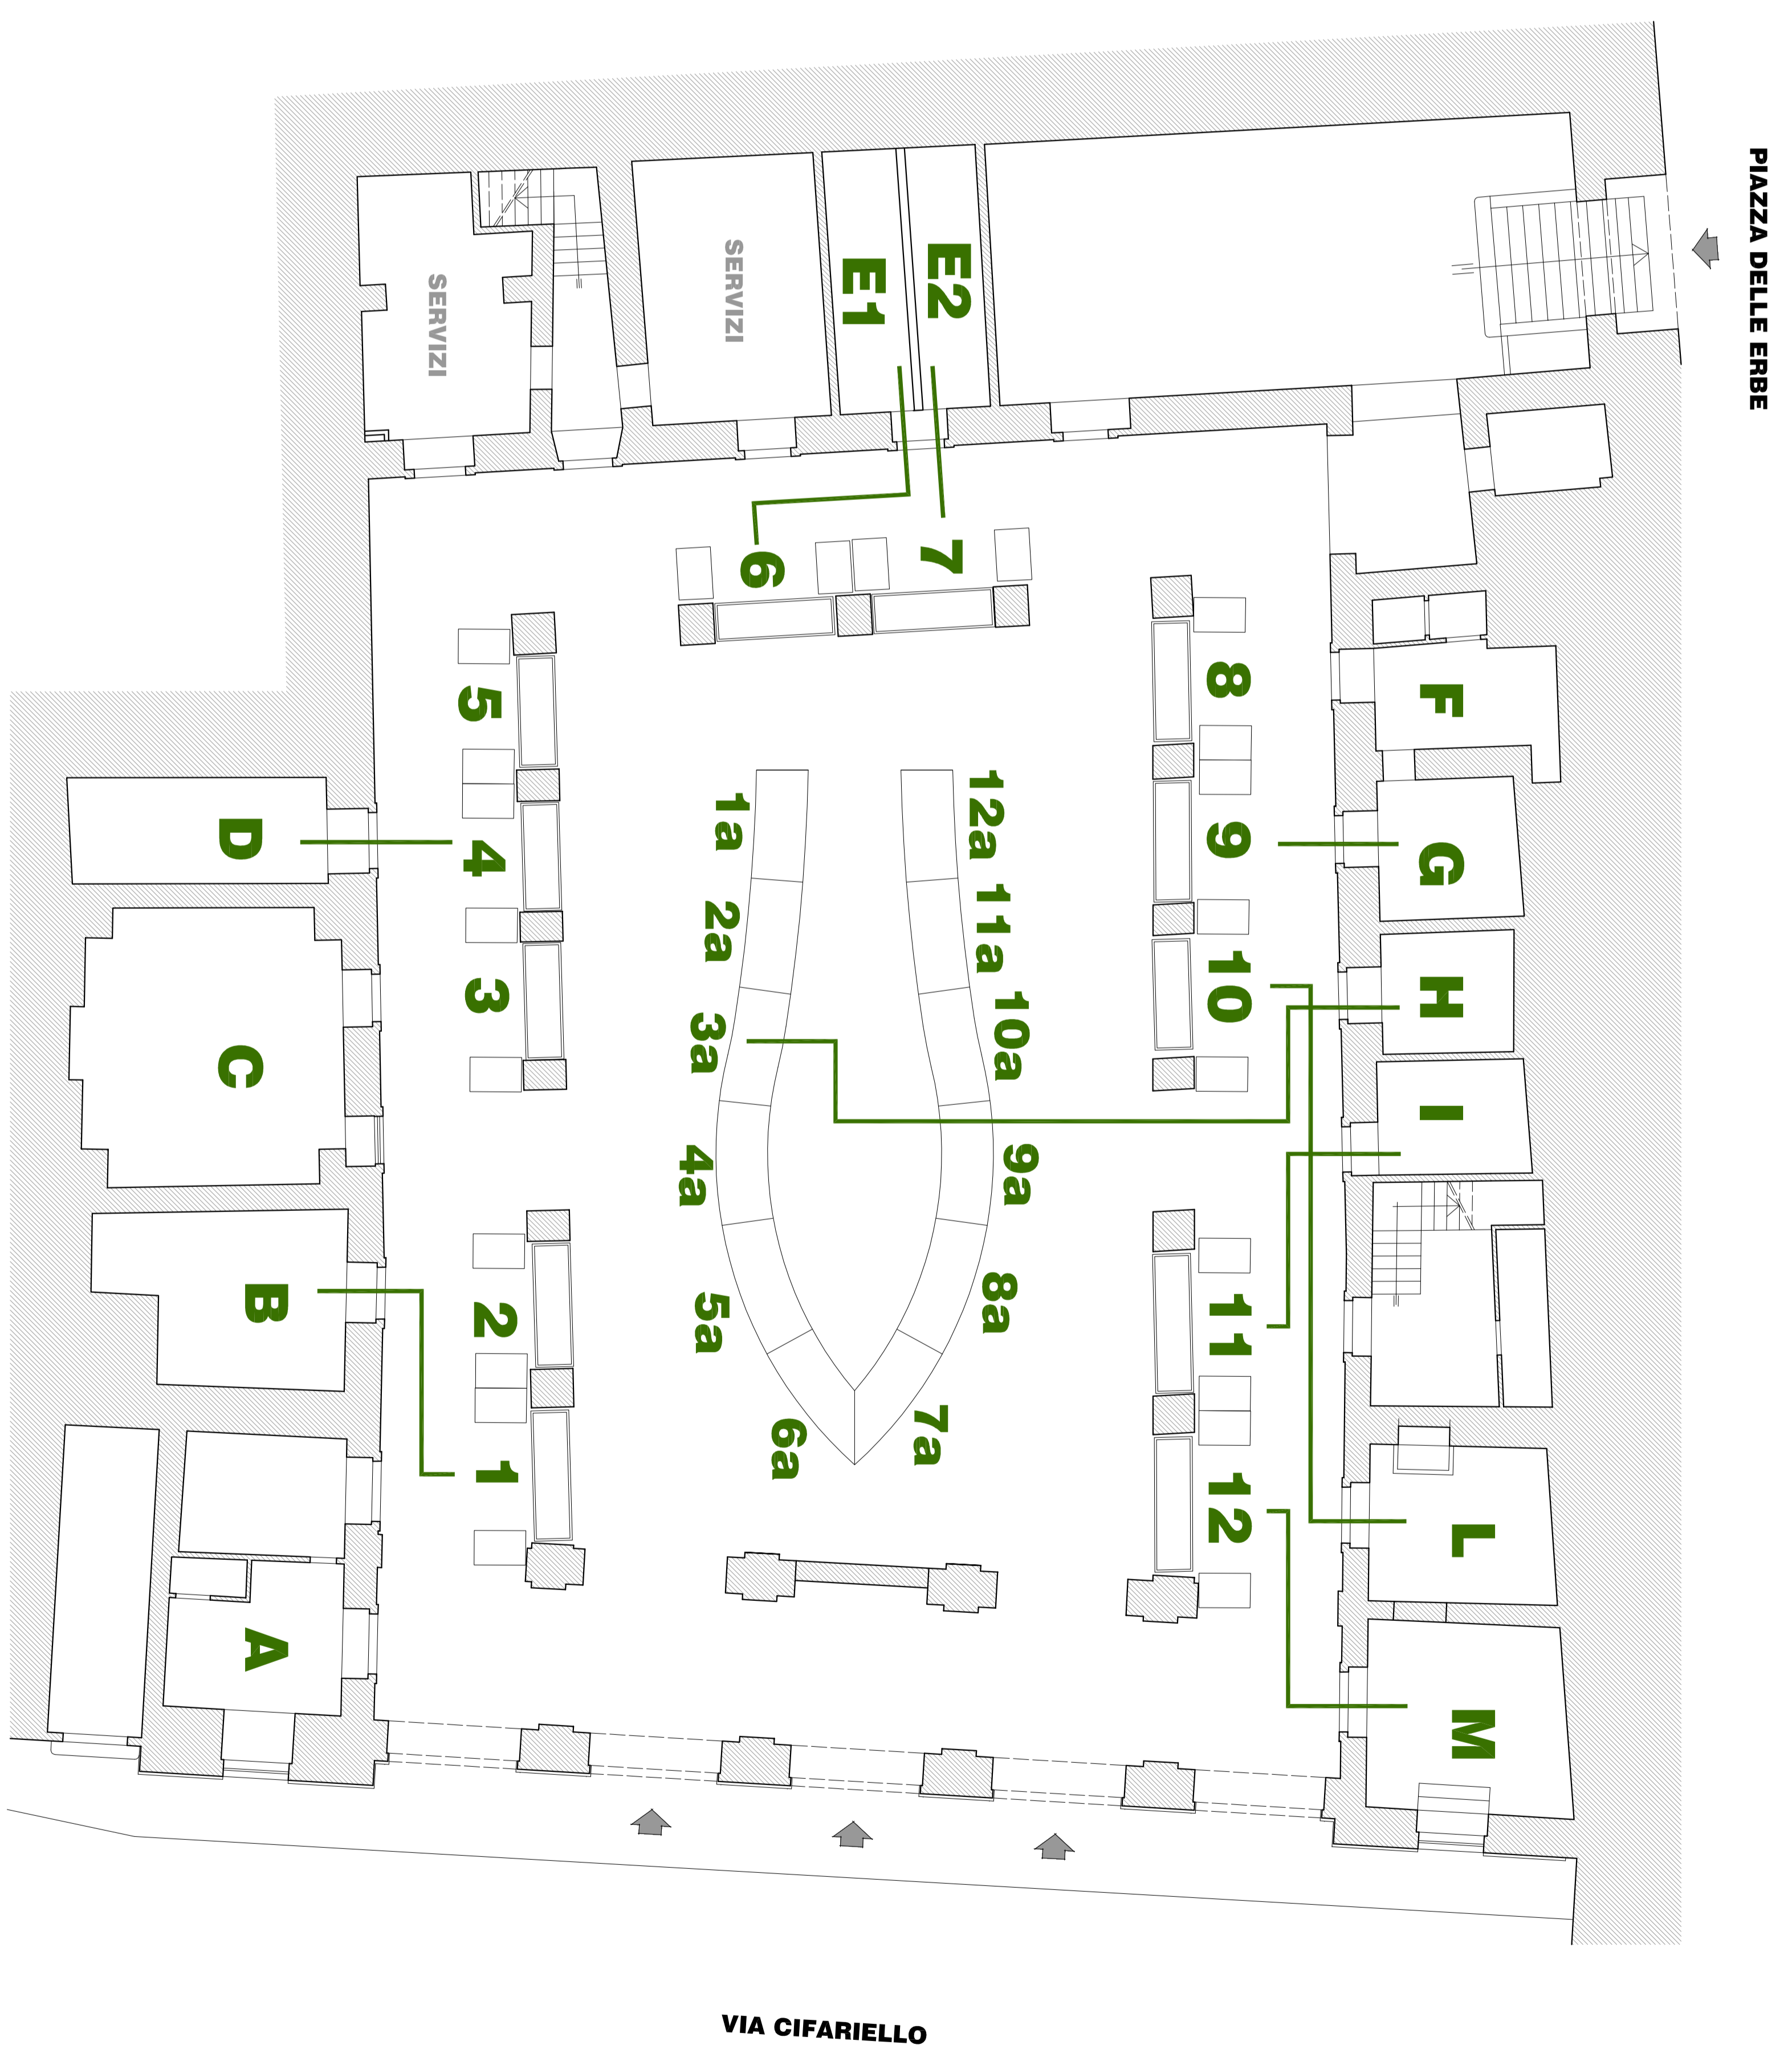 PIAZZA DELLE ERBE
SERVIZI
SERVIZI
E1
E2
6
7
5
8
F
D
4
1a
12a
9
G
2a
11a
3
3a
10a
10
H
C
I
4a
9a
B
2
5a
8a
11
1
6a
7a
12
L
A
M
VIA CIFARIELLO